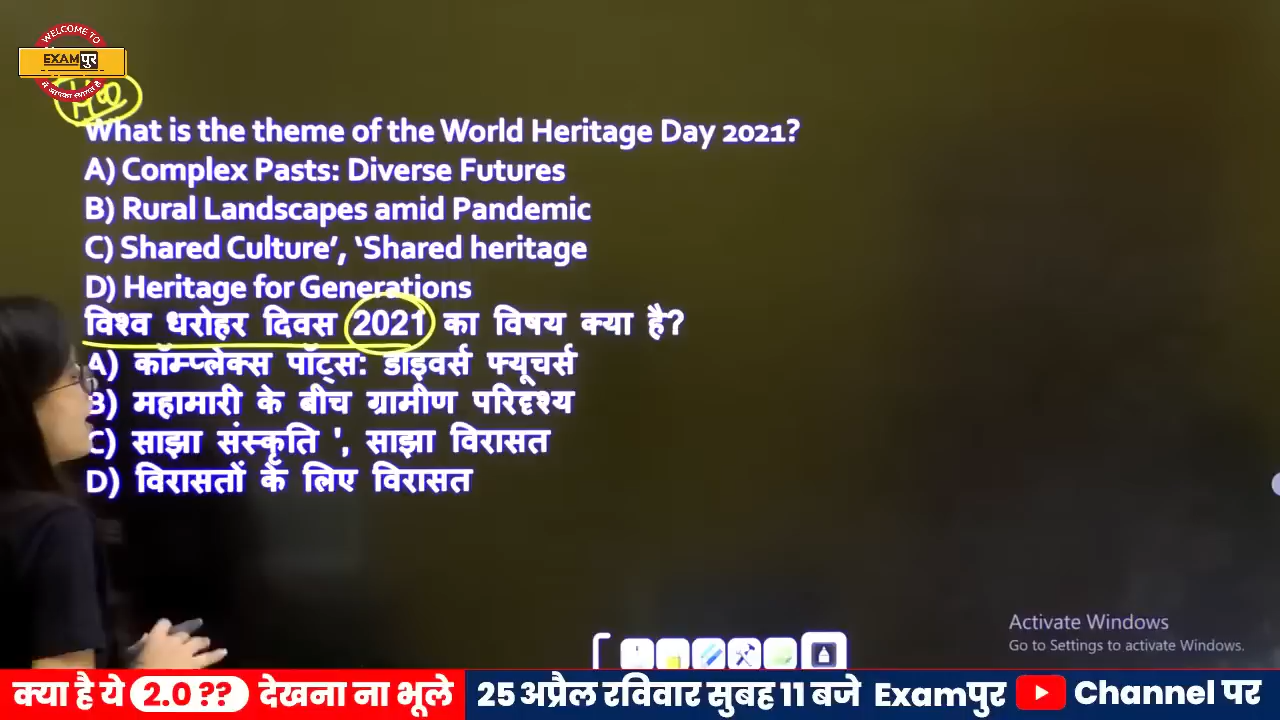 WELCOME TO
EXAMपुर
में आपका स्वागत है
What is the theme of the World Heritage Day 2021?
A) Complex Pasts: Diverse Futures
B) Rural Landscapes amid Pandemic
C) Shared Culture’, ‘Shared heritage
D) Heritage for Generations
विश्व धरोहर दिवस 2021 का विषय क्या है?
A) कॉम्प्लेक्स पॉट्स: डाइवर्स फ्यूचर्स
B) महामारी के बीच ग्रामीण परिदृश्य
C) साझा संस्कृति ', साझा विरासत
D) विरासतों के लिए विरासत
Activate Windows
Go to Settings to activate Windows.
क्या है ये 2.0 ?? देखना ना भूले 25 अप्रैल रविवार सुबह 11 बजे Examपुर Channel पर